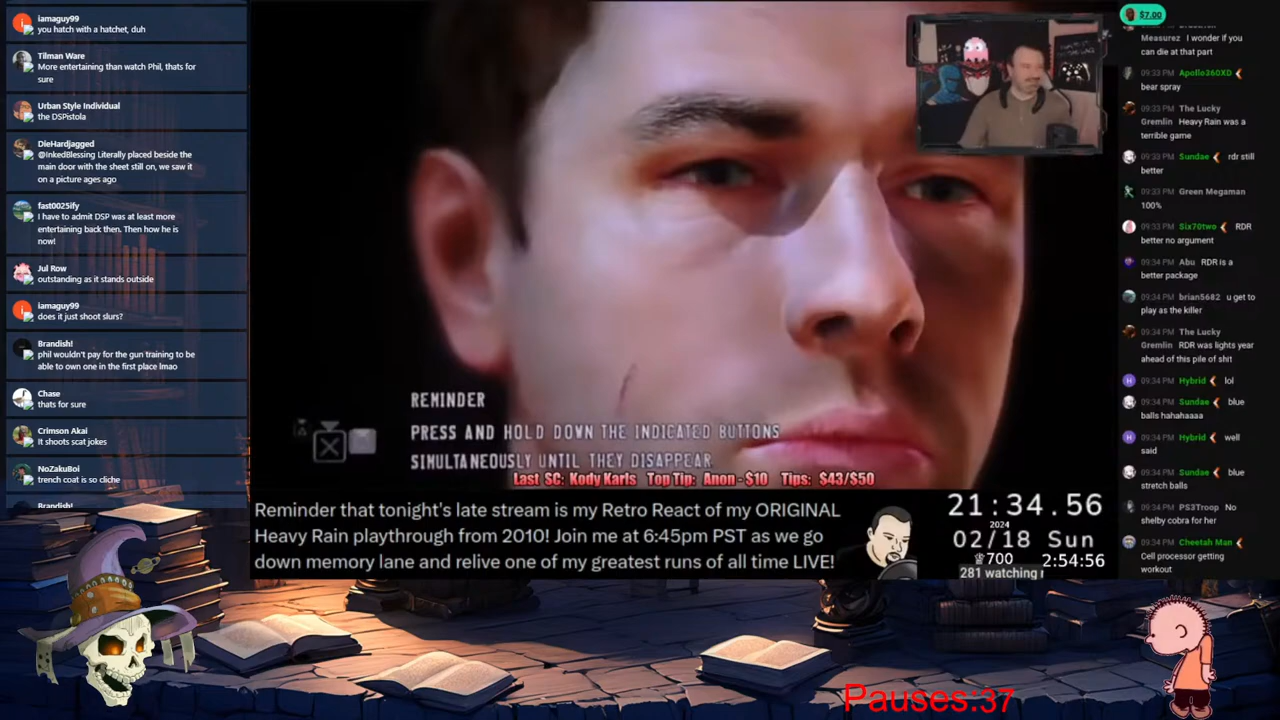 iamaguy99
you hatch with a hatchet, duh
Tilman Ware
More entertaining than watch Phil, thats for
sure
Urban Style Individual
the DSPistola
DieHardjagged
@InkedBlessing Literally placed beside the
main door with the sheet still on, we saw it
on a picture ages ago
fast0025ify
I have to admit DSP was at least more
entertaining back then. Then how he is
now!
Jul Row
outstanding as it stands outside
iamaguy99
does it just shoot slurs?
Brandish!
phil wouldn't pay for the gun training to be
able to own one in the first place lmao
Chase
thats for sure
Crimson Akai
It shoots scat jokes
NoZakuBoi
trench coat is so cliche
Brandish!
REMINDER
PRESS AND HOLD DOWN THE INDICATED BUTTONS
SIMULTANEOUSLY UNTIL THEY DISAPPEAR.
Last SC: Kody Karls Top Tip: Anon - $10 Tips: $43/$50
Reminder that tonight's late stream is my Retro React of my ORIGINAL
Heavy Rain playthrough from 2010! Join me at 6:45pm PST as we go
down memory lane and relive one of my greatest runs of all time LIVE!
21:34.56
2024
02/18 Sun
700
2:54:56
281 watching
$7.00
Measurez I wonder if you
can die at that part
09:33 PM Apollo360XD
bear spray
09:33 PM The Lucky
Gremlin Heavy Rain was a
terrible game
09:33 PM Sundae rdr still
better
09:33 PM Green Megaman
100%
09:33 PM Six70two RDR
better no argument
09:34 PM Abu RDR is a
better package
09:34 PM brian5682 u get to
play as the killer
09:34 PM The Lucky
Gremlin RDR was lights year
ahead of this pile of shit
09:34 PM Hybrid lol
09:34 PM Sundae blue
balls hahahaaa
09:34 PM Hybrid well
said
09:34 PM Sundae blue
stretch balls
09:34 PM PS3Troop No
shelby cobra for her
09:34 PM Cheetah Man
Cell processor getting
workout
Pauses:37